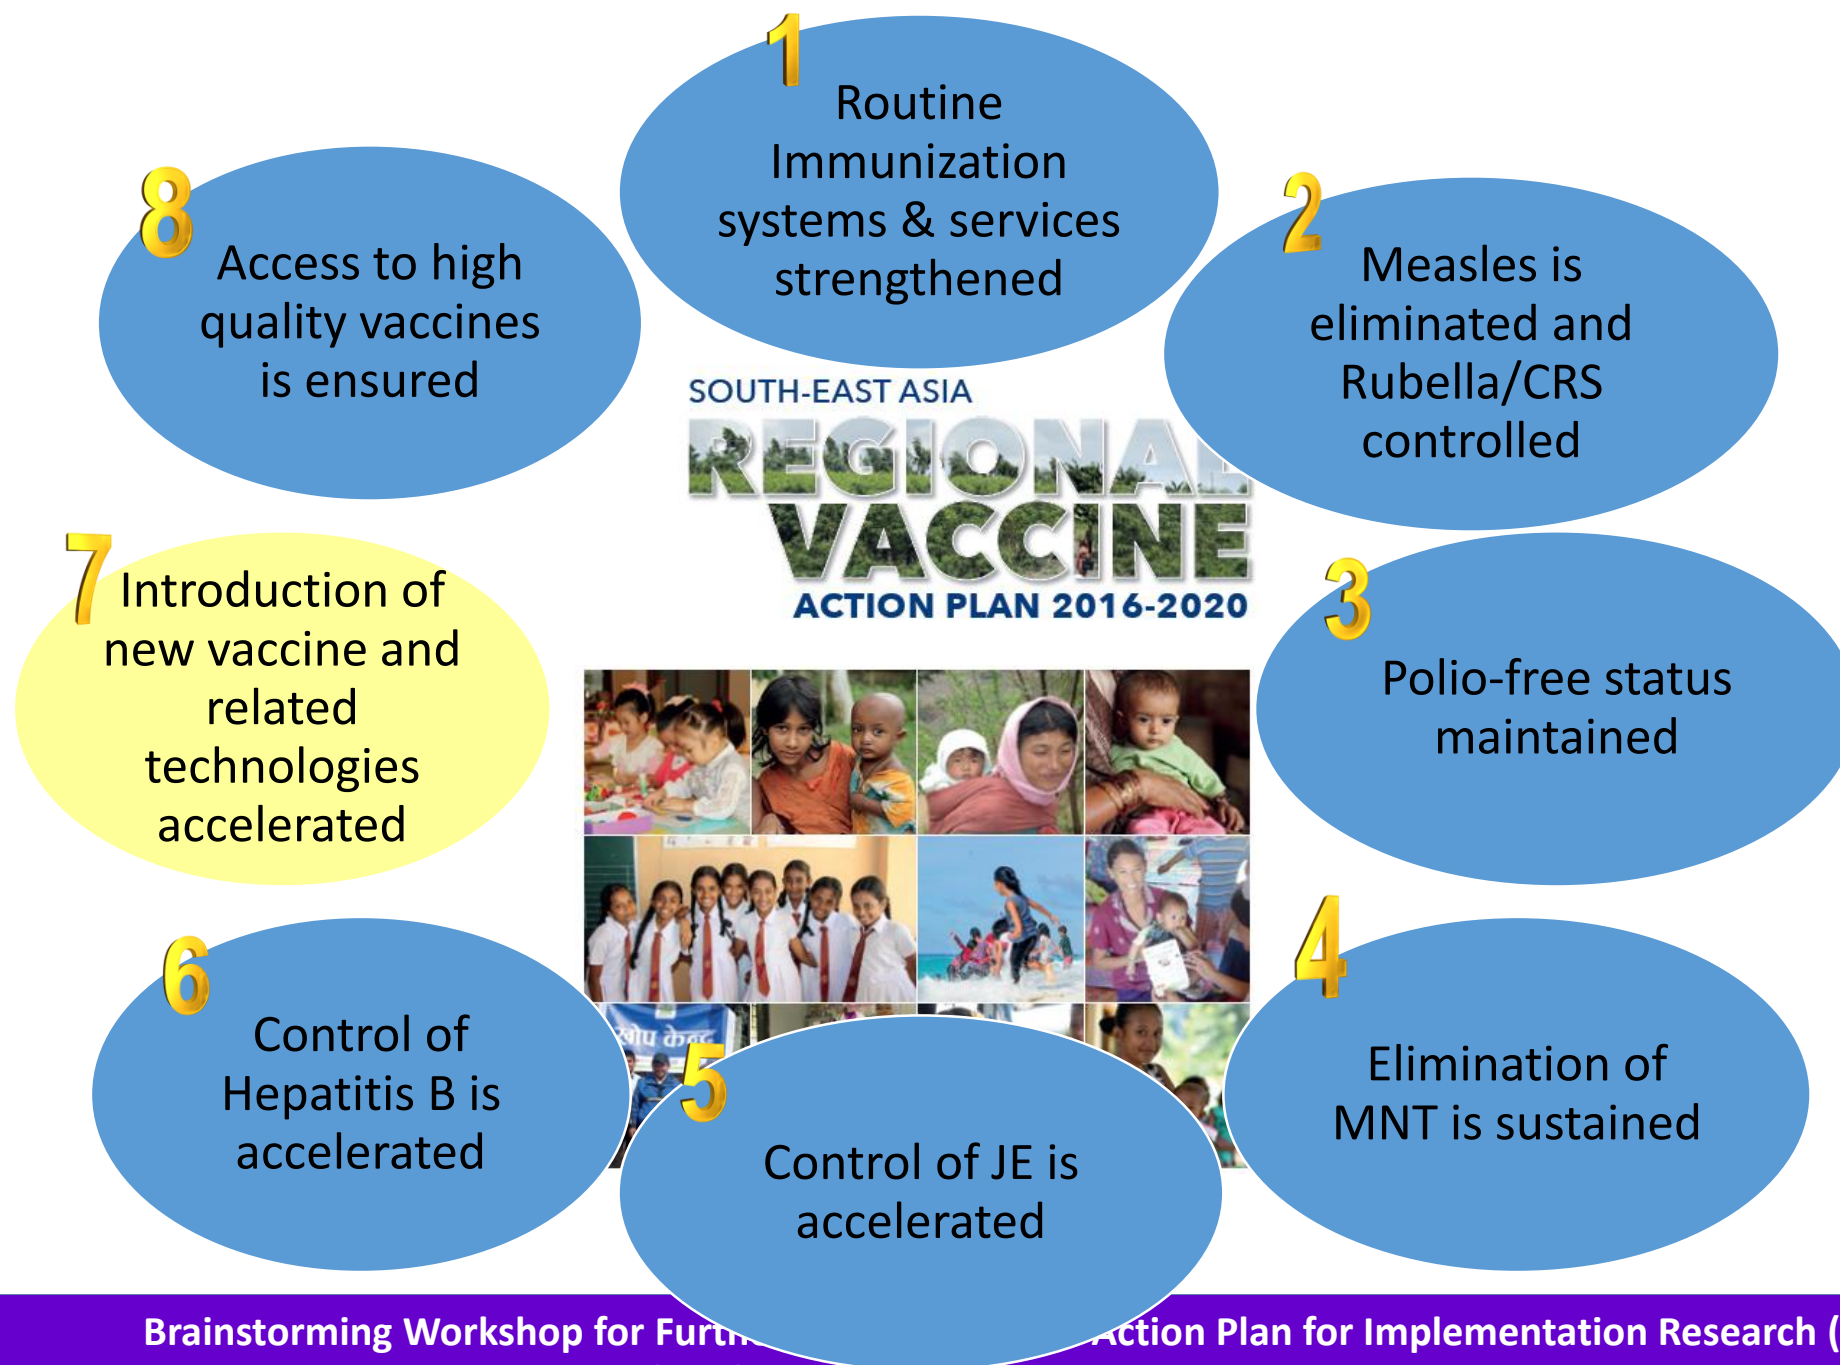 1
Routine
Immunization
systems & services
strengthened
2
Measles is
eliminated and
Rubella/CRS
controlled
3
Polio-free status
maintained
4
Elimination of
MNT is sustained
5
Control of JE is
accelerated
6
Control of
Hepatitis B is
accelerated
7
Introduction of
new vaccine and
related
technologies
accelerated
8
Access to high
quality vaccines
is ensured
SOUTH-EAST ASIA
REGIONAL
VACCINE
ACTION PLAN 2016-2020
खोप केन्द्र
Brainstorming Workshop for Action Plan for Implementation Research (